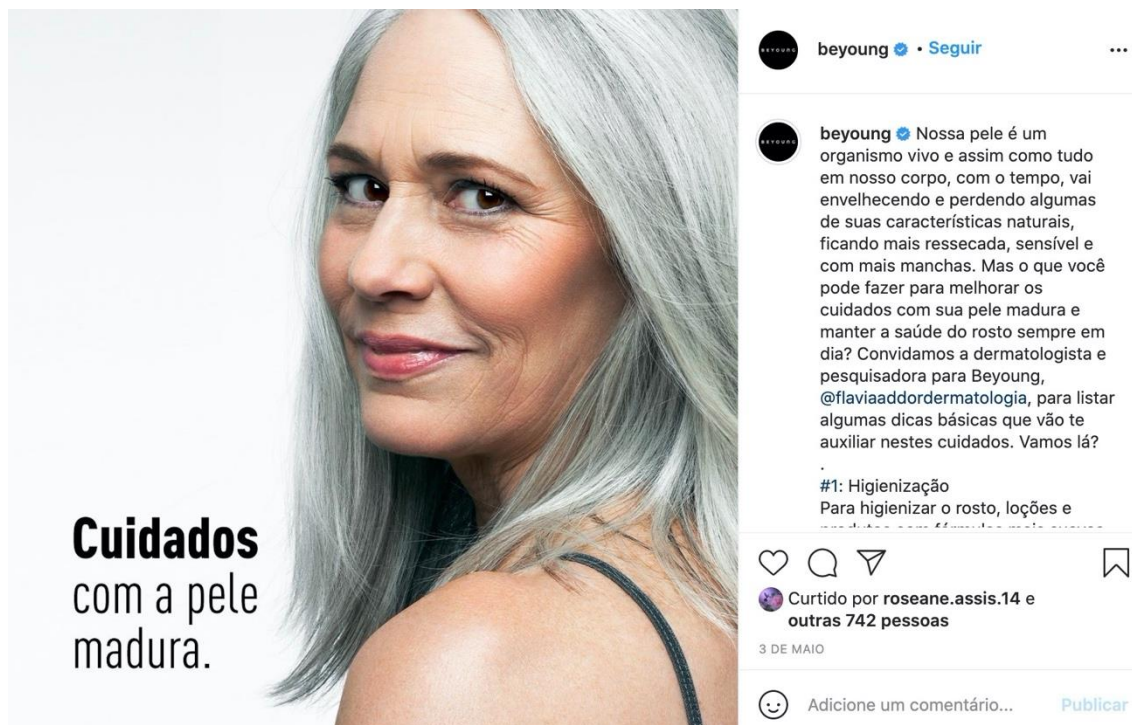 Cuidados
com a pele
madura.
BEYOUNG
beyoung • Seguir
BEYOUNG
beyoung Nossa pele é um
organismo vivo e assim como tudo
em nosso corpo, com o tempo, vai
envelhecendo e perdendo algumas
de suas características naturais,
ficando mais ressecada, sensível e
com mais manchas. Mas o que você
pode fazer para melhorar os
cuidados com sua pele madura e
manter a saúde do rosto sempre em
dia? Convidamos a dermatologista e
pesquisadora para Beyoung,
@flaviaaddordermatologia, para listar
algumas dicas básicas que vão te
auxiliar nestes cuidados. Vamos lá?
.
#1: Higienização
Para higienizar o rosto, loções e
Curtido por roseane.assis.14 e
outras 742 pessoas
3 DE MAIO
Adicione um comentário... Publicar